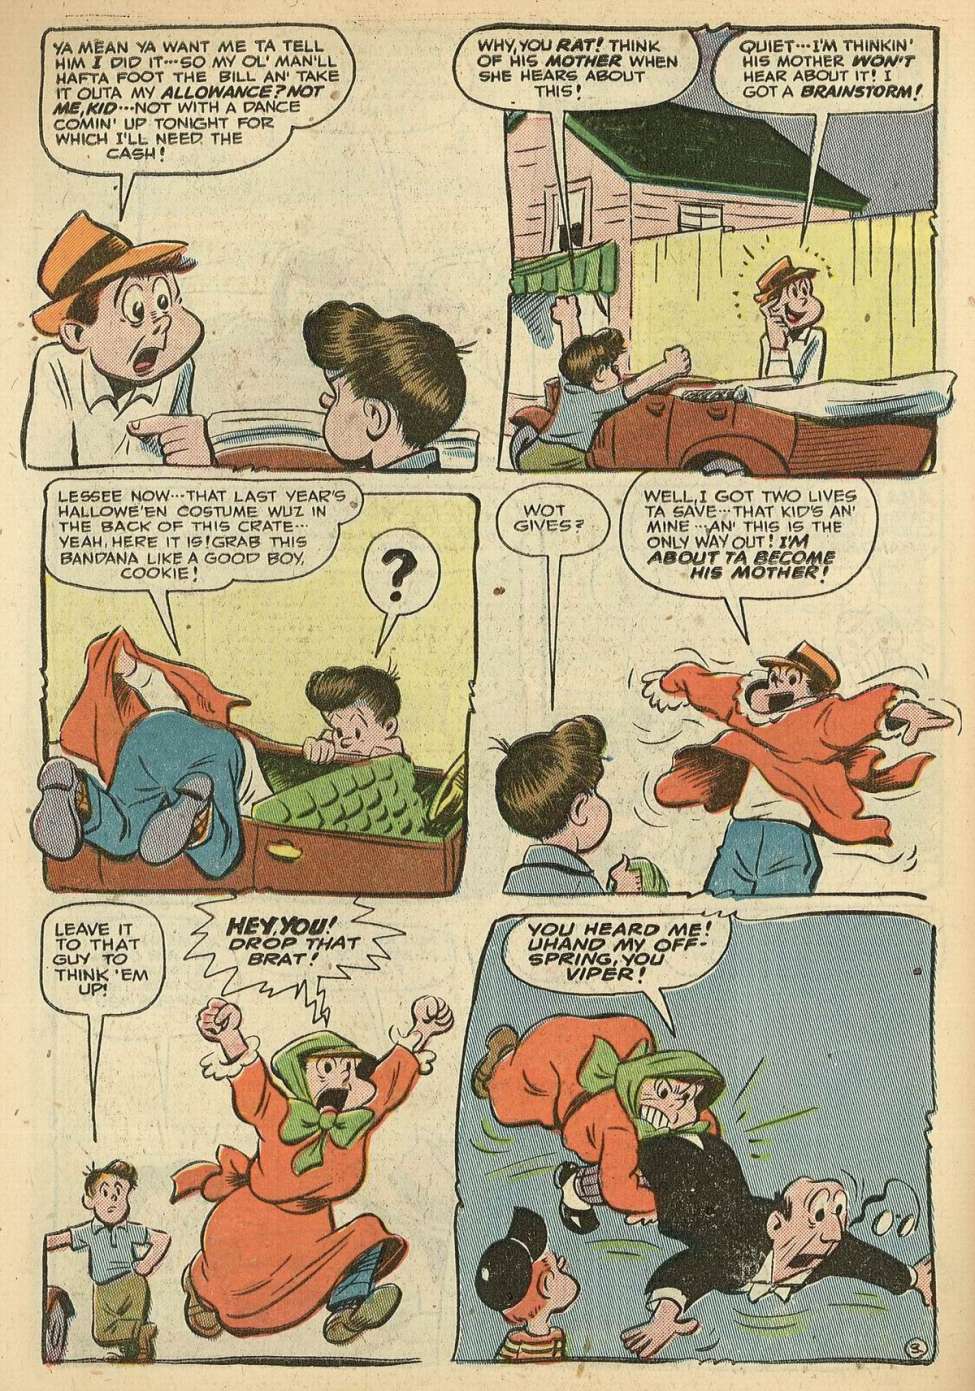 YA MEAN YA WANT ME TA TELL
HIM I DID IT---SO MY OL' MAN'LL
HAFTA FOOT THE BILL AN' TAKE
IT OUTA MY ALLOWANCE? NOT
ME, KID---NOT WITH A DANCE
COMIN' UP TONIGHT FOR
WHICH I'LL NEED THE
CASH!
WHY, YOU RAT! THINK
OF HIS MOTHER WHEN
SHE HEARS ABOUT
THIS!
QUIET---I'M THINKIN'
HIS MOTHER WON'T
HEAR ABOUT IT! I
GOT A BRAINSTORM!
LESSEE NOW---THAT LAST YEAR'S
HALLOWE'EN COSTUME WUZ IN
THE BACK OF THIS CRATE---
YEAH, HERE IT IS! GRAB THIS
BANDANA LIKE A GOOD BOY,
COOKIE!
?
WOT
GIVES?
WELL, I GOT TWO LIVES
TA SAVE---THAT KID'S AN'
MINE---AN' THIS IS THE
ONLY WAY OUT! I'M
ABOUT TA BECOME
HIS MOTHER!
LEAVE IT
TO THAT
GUY TO
THINK 'EM
UP!
HEY, YOU!
DROP THAT
BRAT!
YOU HEARD ME!
UHAND MY OFF-
SPRING, YOU
VIPER!
3